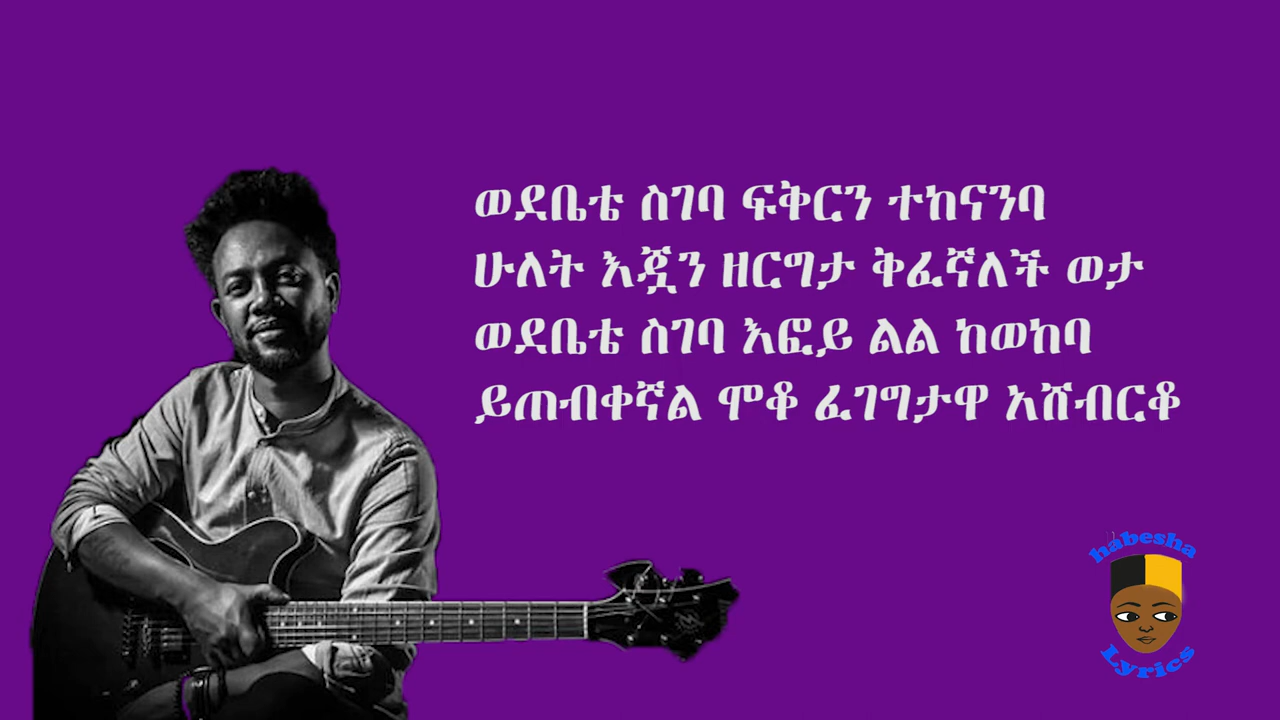 ወደቤቴ ስገባ ፍቅርን ተከናንባ
ሁለት እጇን ዘርግታ ቅፈኛለች ወታ
ወደቤቴ ስገባ እፎይ ልል ከወከባ
ይጠብቀኛል ሞቆ ፈገግታዋ አሸብርቆ
habesha
Lyrics